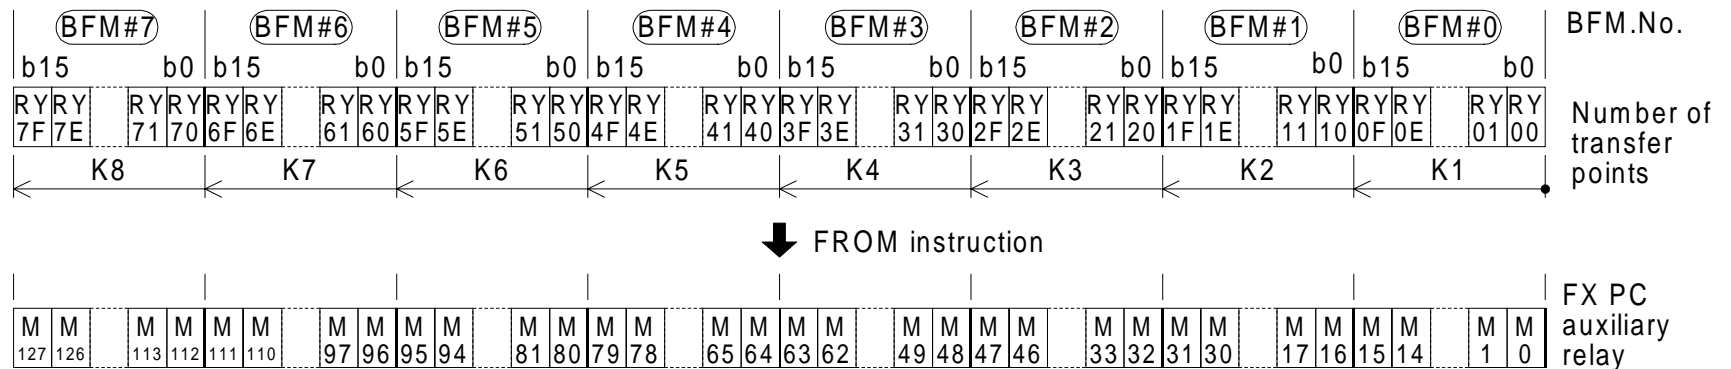 BFM#7 BFM#6 BFM#5 BFM#4 BFM#3 BFM#2 BFM#1 BFM#0 BFM.No.
b15 b0 b15 b0 b15 b0 b15 b0 b15 b0 b15 b0 b15 b0 b15 b0
RY RY RY RY RY RY RY RY RY RY RY RY RY RY RY RY RY RY RY RY RY RY RY RY RY RY RY RY RY RY RY RY
7F 7E 71 70 6F 6E 61 60 5F 5E 51 50 4F 4E 41 40 3F 3E 31 30 2F 2E 21 20 1F 1E 11 10 0F 0E 01 00
Number of
transfer
points
K8 K7 K6 K5 K4 K3 K2 K1
FROM instruction
M M M M M M M M M M M M M M M M M M M M M M M M M M M M M M M M
127 126 113 112 111 110 97 96 95 94 81 80 79 78 65 64 63 62 49 48 47 46 33 32 31 30 17 16 15 14 1 0
FX PC
auxiliary
relay